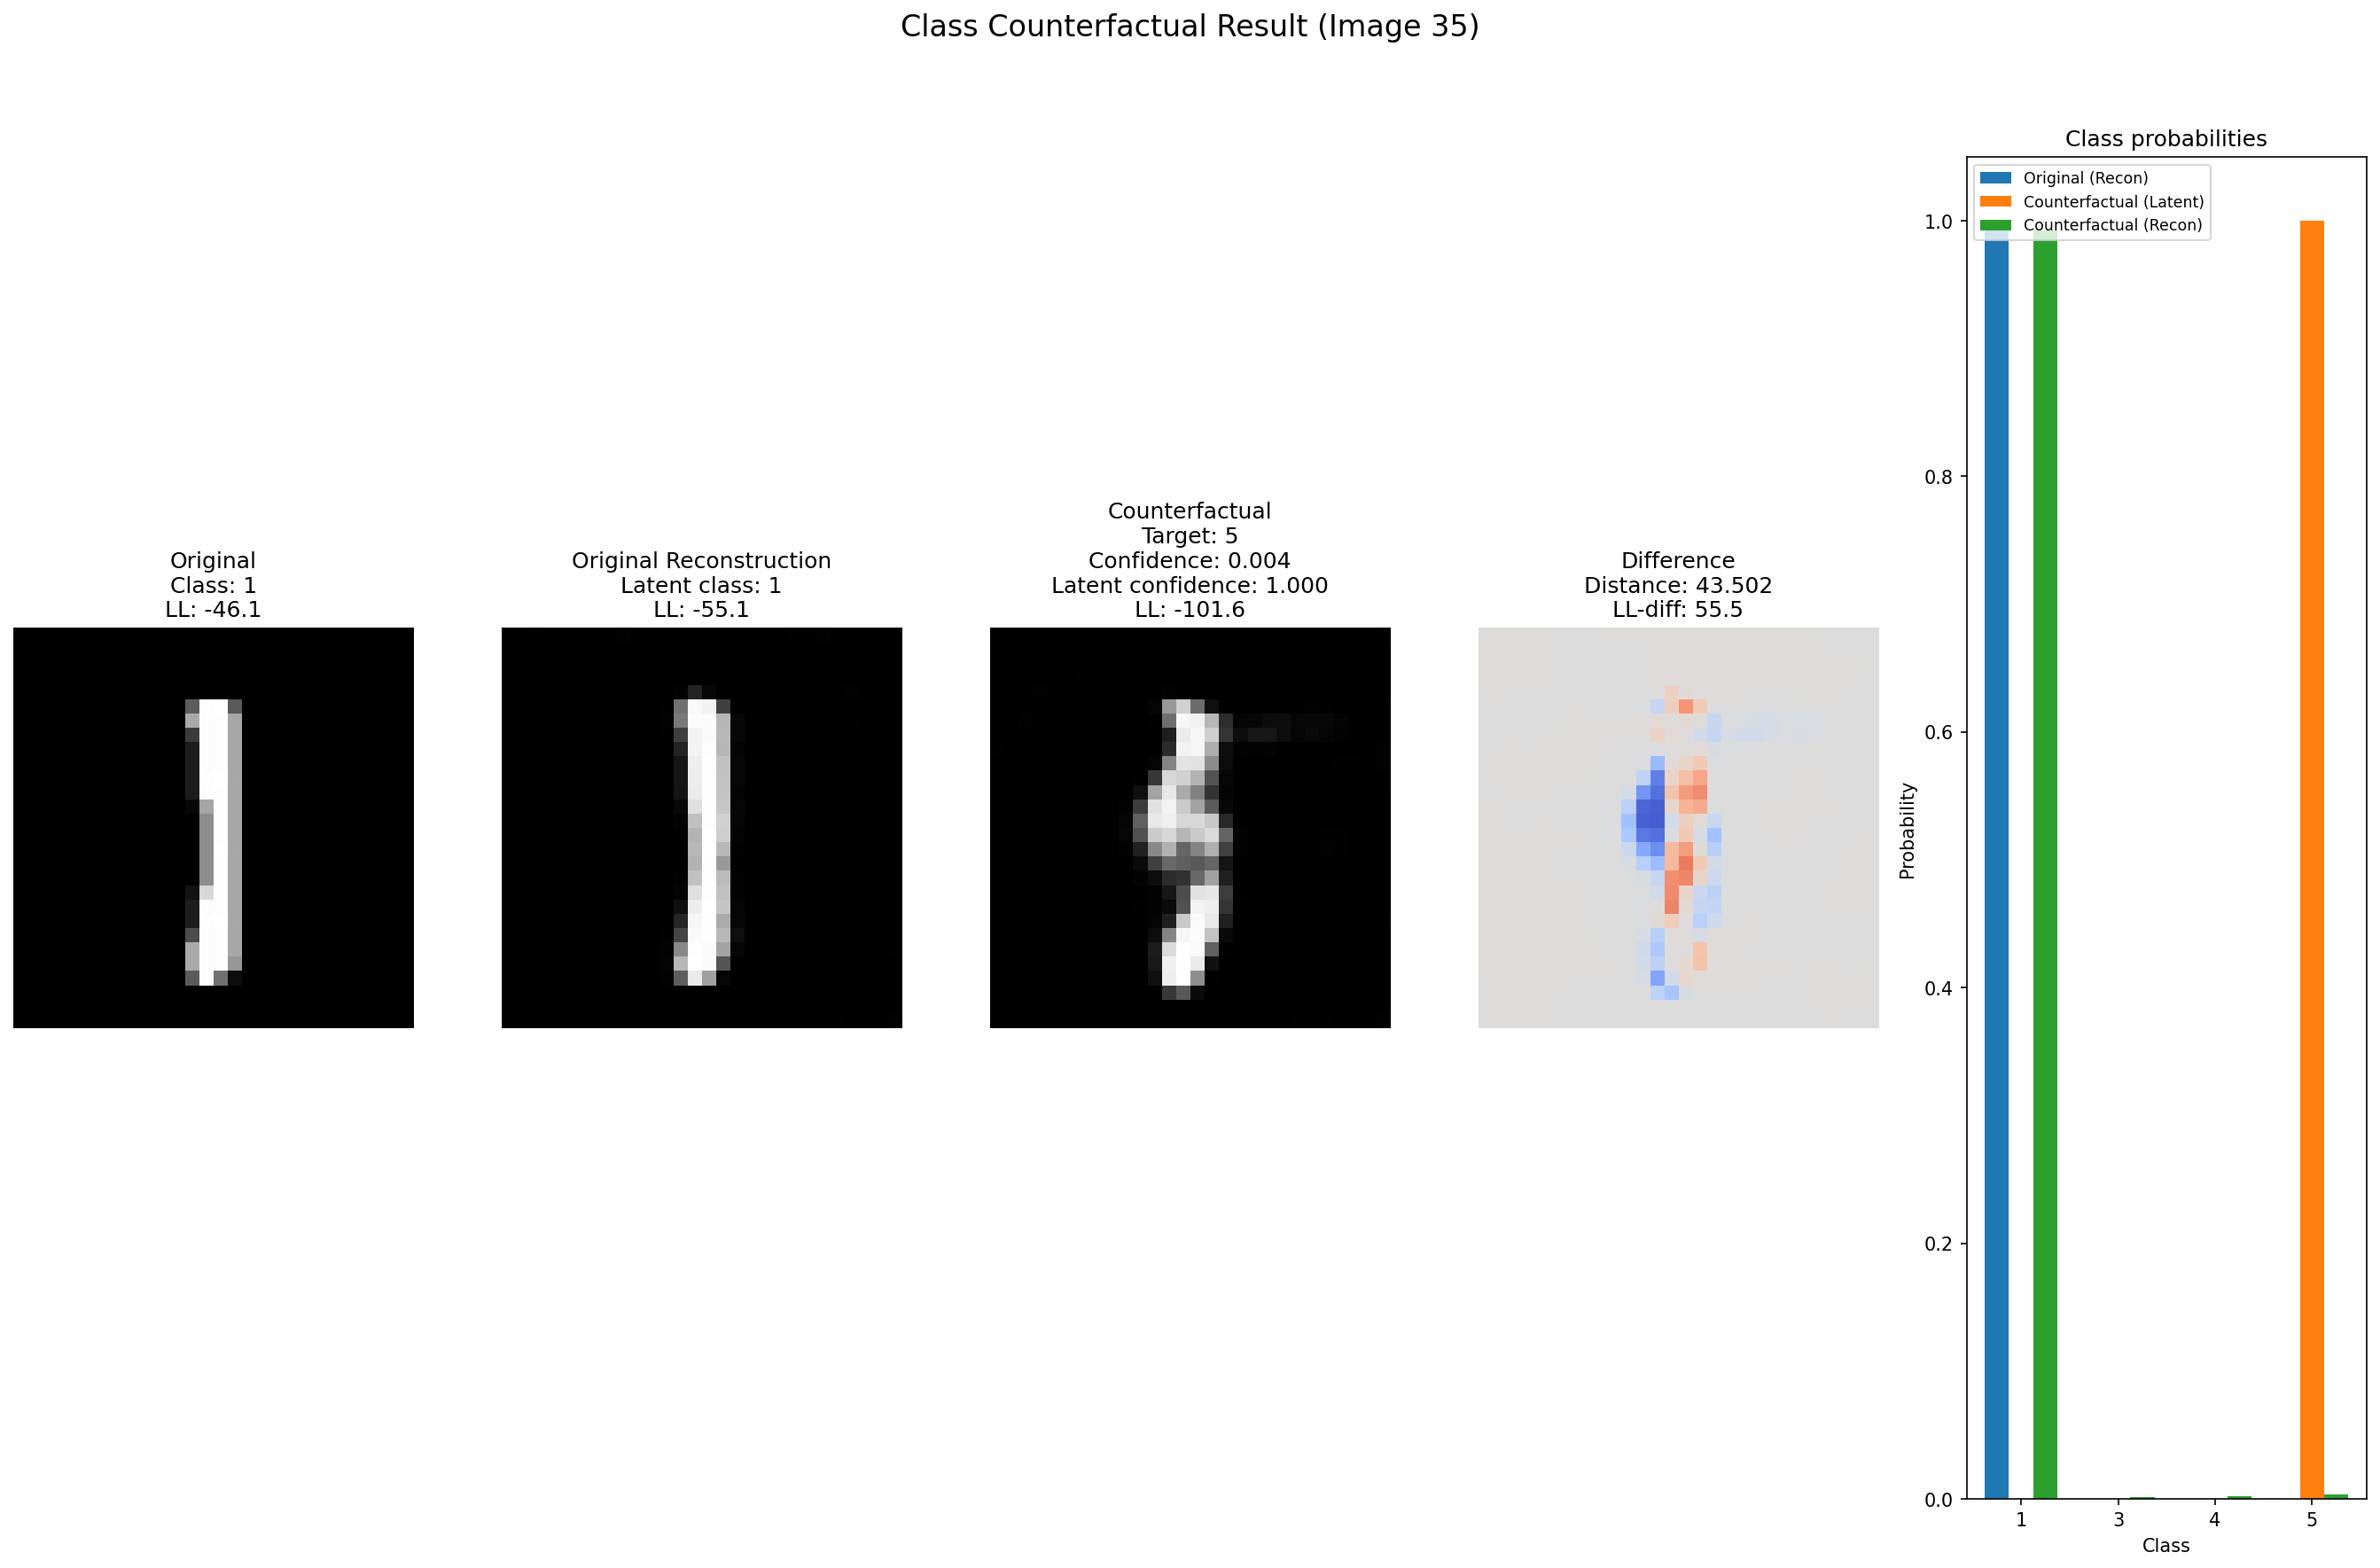 Class Counterfactual Result (Image 35)
Original
Class: 1
LL: -46.1
Original Reconstruction
Latent class: 1
LL: -55.1
Counterfactual
Target: 5
Confidence: 0.004
Latent confidence: 1.000
LL: -101.6
Difference
Distance: 43.502
LL-diff: 55.5
Class probabilities
Original (Recon)
Counterfactual (Latent)
Counterfactual (Recon)
1.0
0.8
0.6
0.4
0.2
0.0
Probability
1 3 4 5
Class